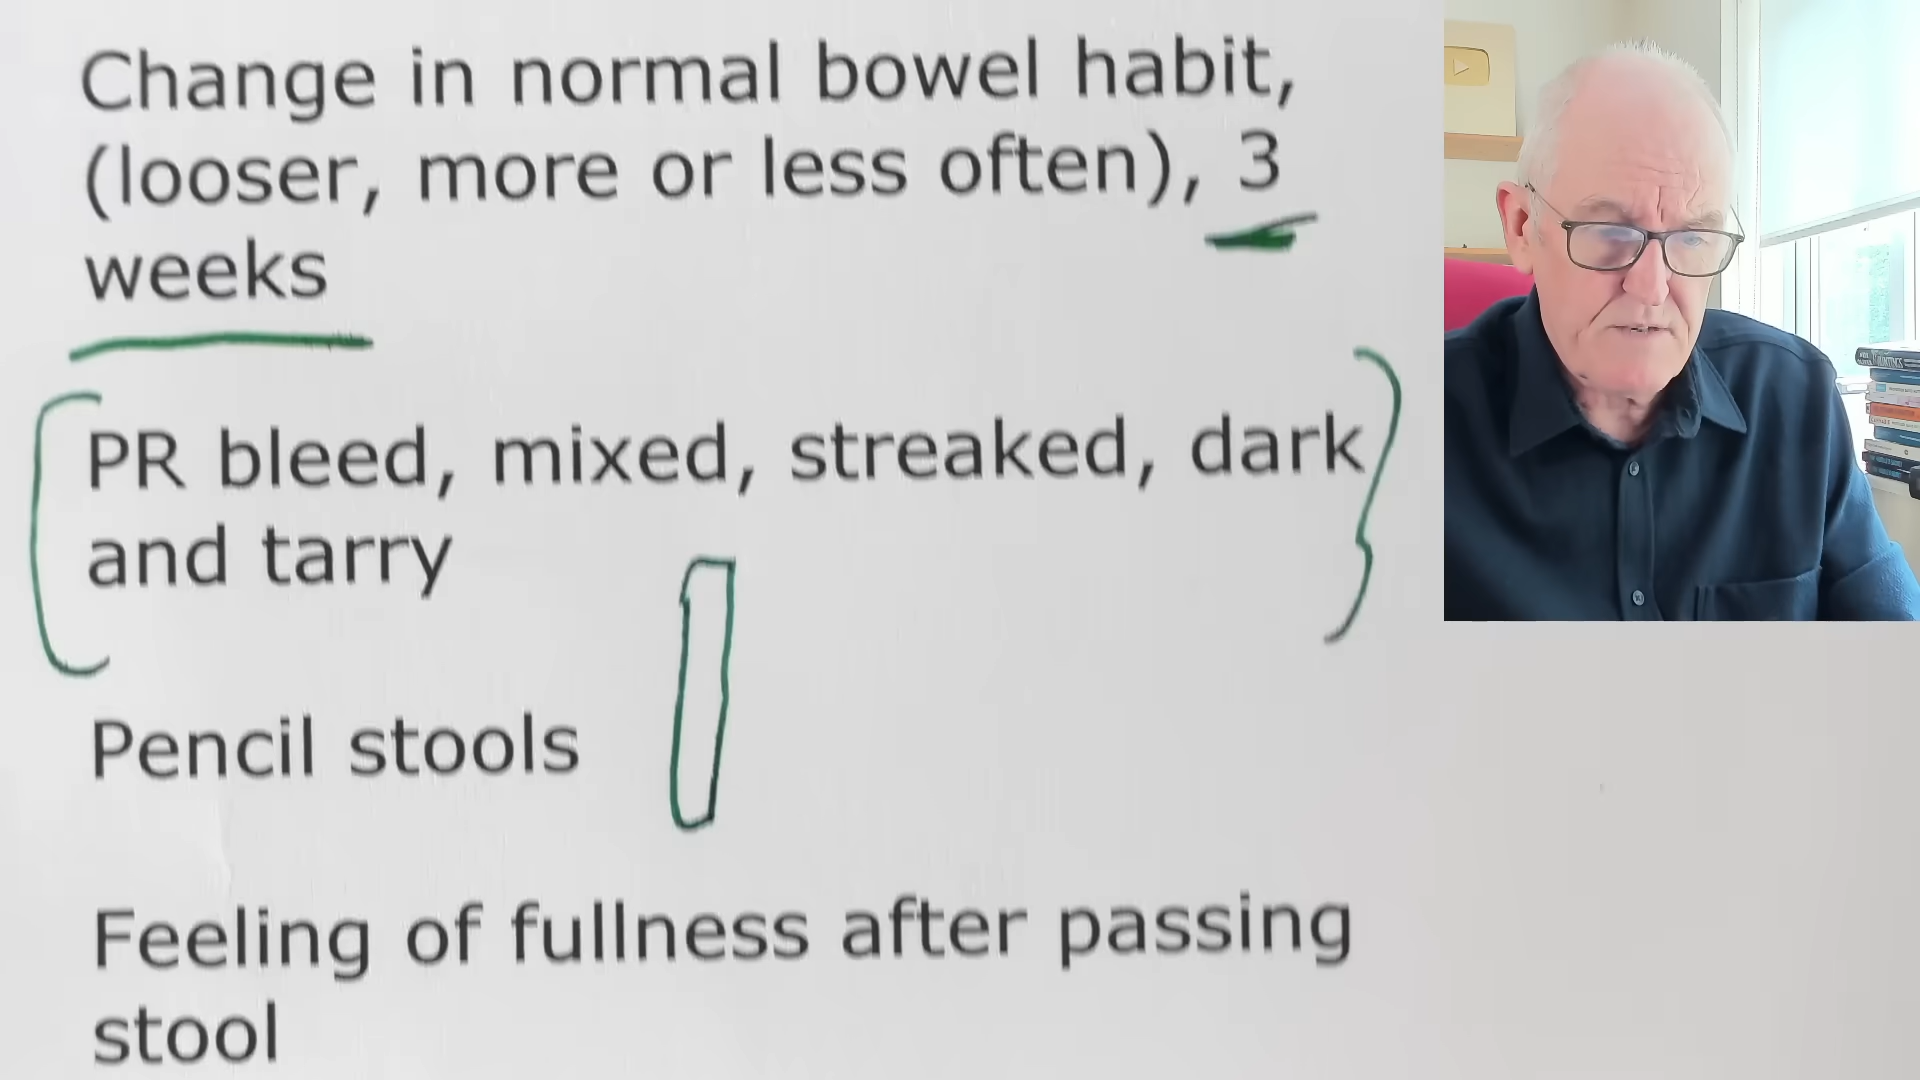 Change in normal bowel habit,
(looser, more or less often), 3
weeks
PR bleed, mixed, streaked, dark
and tarry
Pencil stools
Feeling of fullness after passing
stool